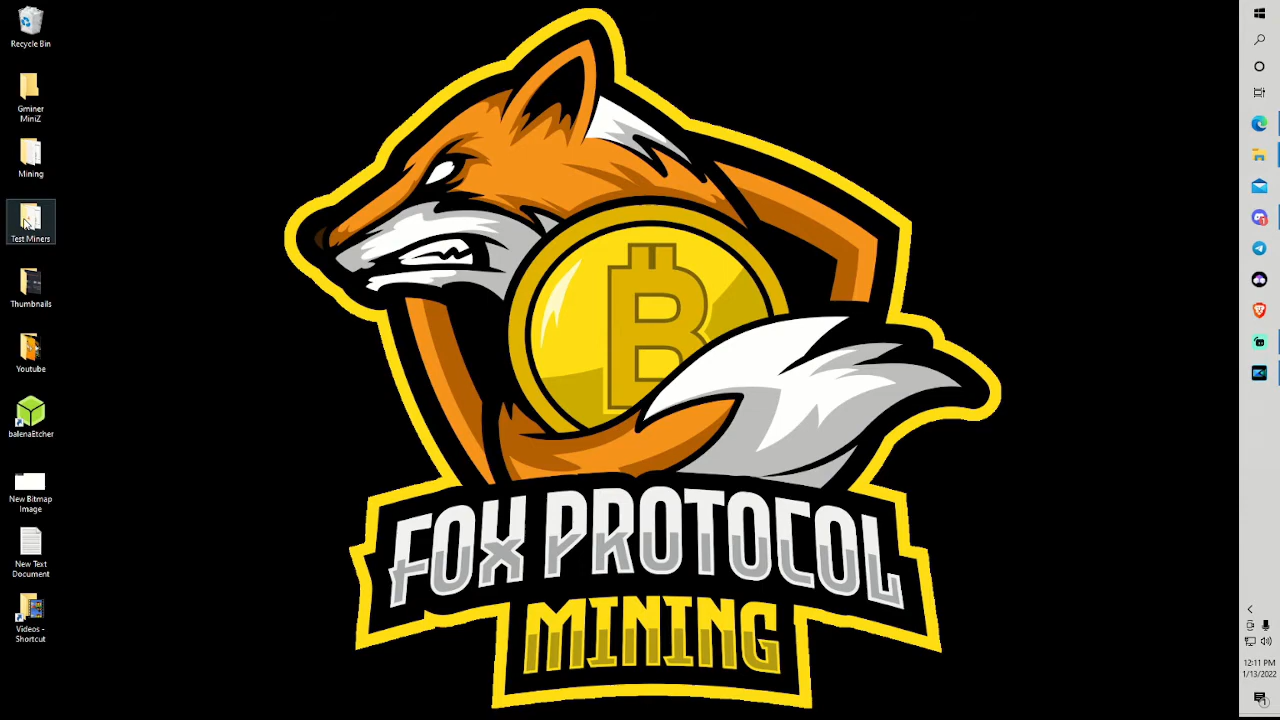 Recycle Bin
Gminer
MiniZ
Mining
Test Miners
Thumbnails
Youtube
balenaEtcher
New Bitmap
Image
New Text
Document
Videos -
Shortcut
B
FOX PROTOCOL
MINING
12:11 PM
1/13/2022